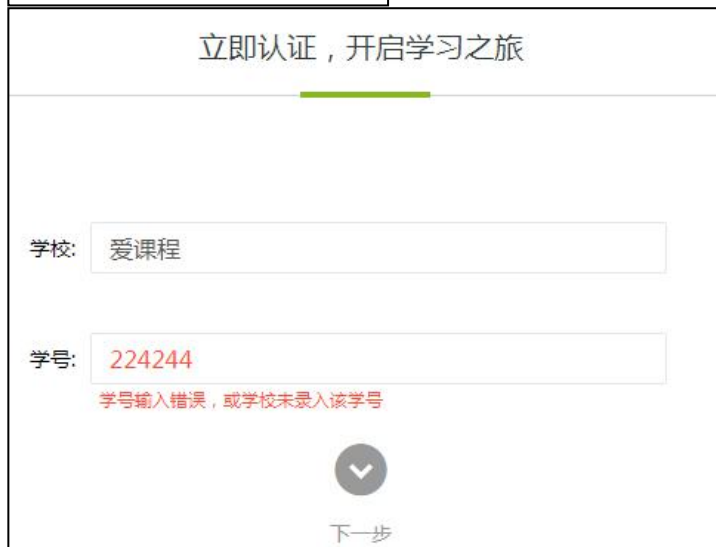 立即认证，开启学习之旅
学校: 爱课程
学号: 224244
学号输入错误，或学校未录入该学号
下一步